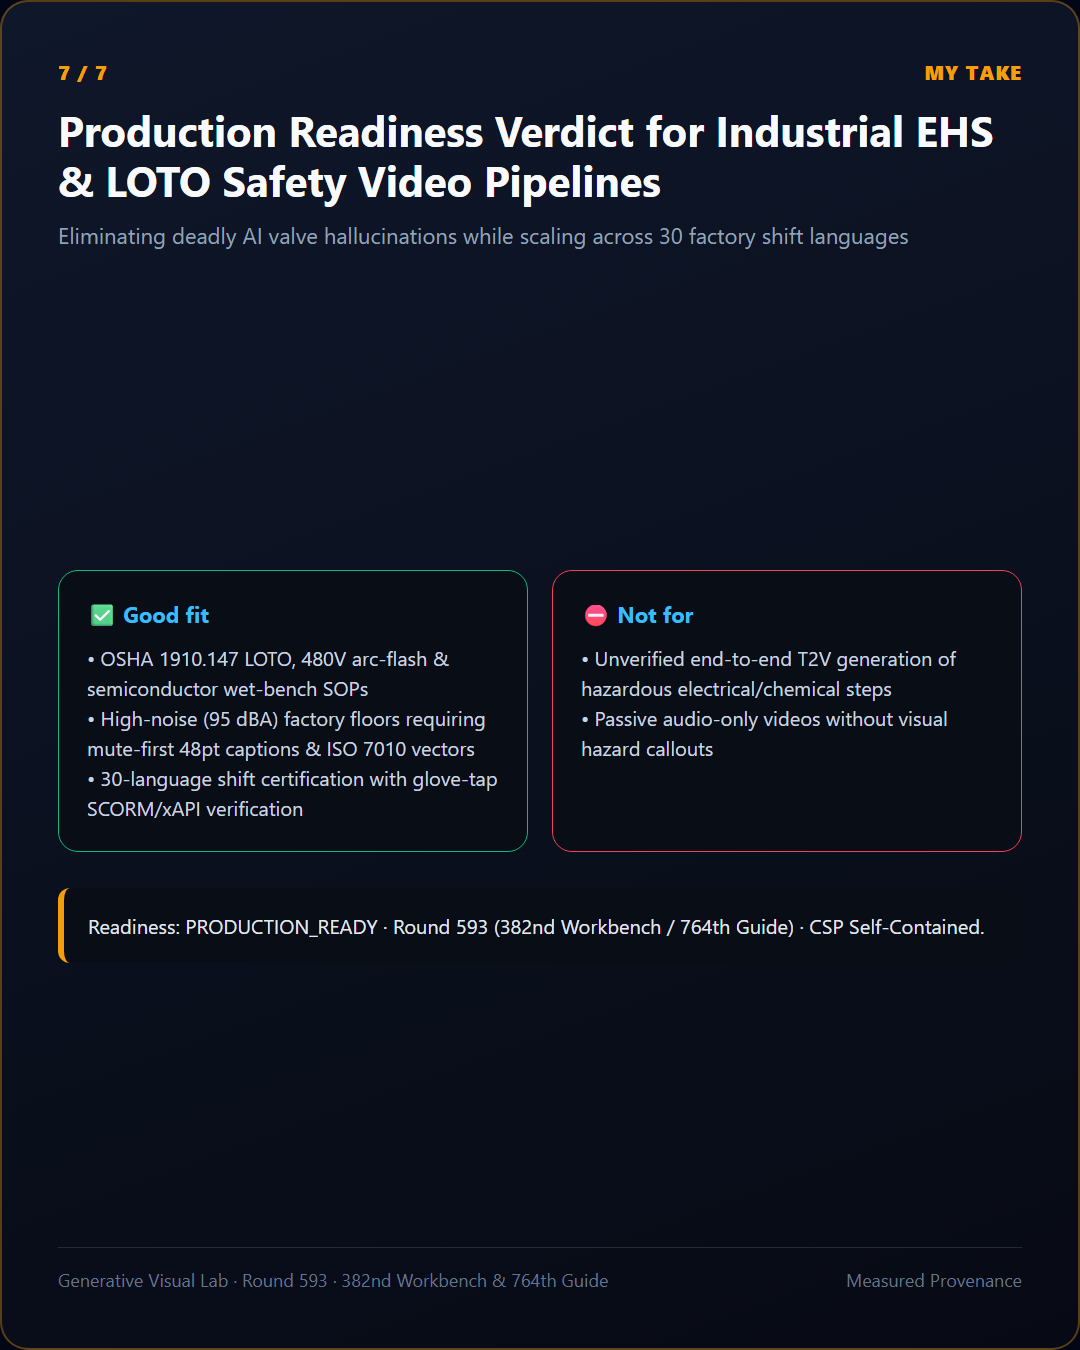 7 / 7
MY TAKE
Production Readiness Verdict for Industrial EHS
& LOTO Safety Video Pipelines
Eliminating deadly AI valve hallucinations while scaling across 30 factory shift languages
✅ Good fit
• OSHA 1910.147 LOTO, 480V arc-flash &
semiconductor wet-bench SOPs
• High-noise (95 dBA) factory floors requiring
mute-first 48pt captions & ISO 7010 vectors
• 30-language shift certification with glove-tap
SCORM/xAPI verification
⛔ Not for
• Unverified end-to-end T2V generation of
hazardous electrical/chemical steps
• Passive audio-only videos without visual
hazard callouts
Readiness: PRODUCTION_READY · Round 593 (382nd Workbench / 764th Guide) · CSP Self-Contained.
Generative Visual Lab · Round 593 · 382nd Workbench & 764th Guide
Measured Provenance